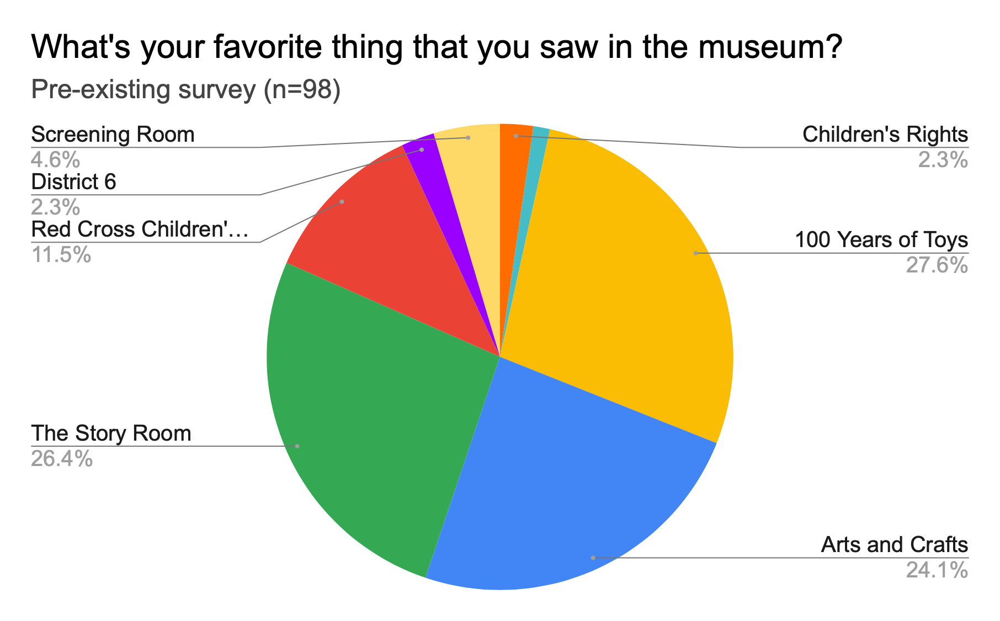 What's your favorite thing that you saw in the museum?
Pre-existing survey (n=98)
Screening Room
4.6%
District 6
2.3%
Red Cross Children'...
11.5%
The Story Room
26.4%
Children's Rights
2.3%
100 Years of Toys
27.6%
Arts and Crafts
24.1%